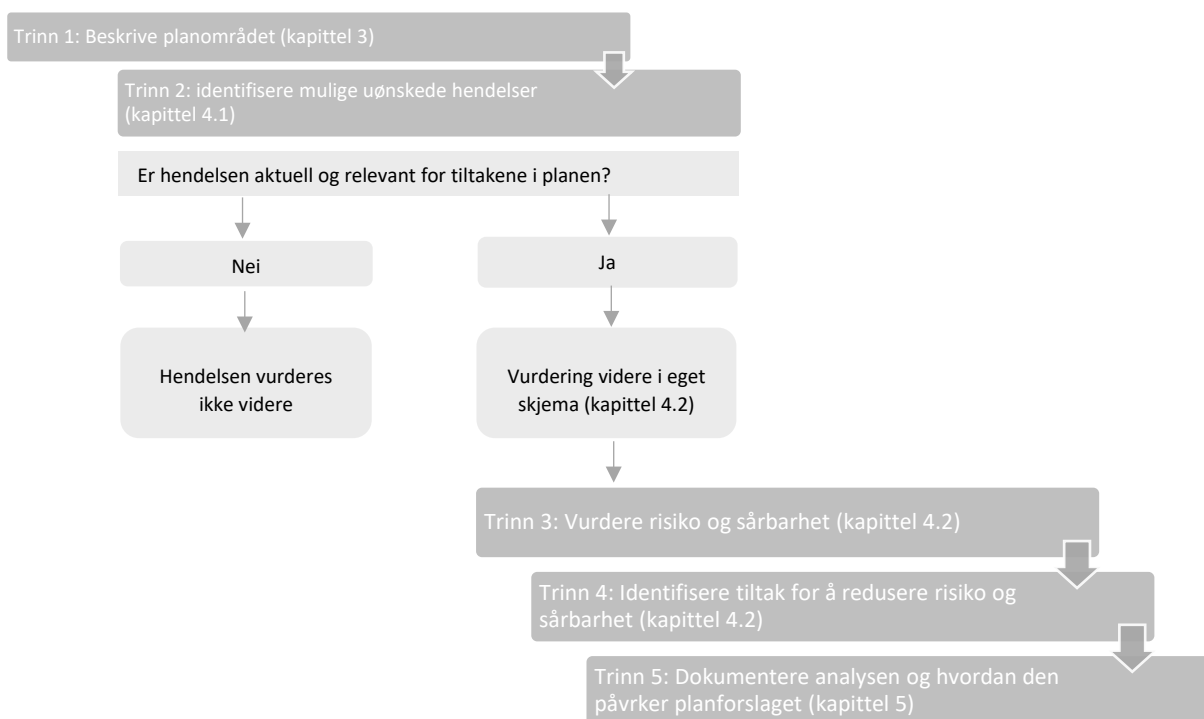 Trinn 1: Beskrive planområdet (kapittel 3)
Trinn 2: identifisere mulige uønskede hendelser
(kapittel 4.1)
Er hendelsen aktuell og relevant for tiltakene i planen?
Nei
Ja
Hendelsen vurderes
ikke videre
Vurdering videre i eget
skjema (kapittel 4.2)
Trinn 3: Vurdere risiko og sårbarhet (kapittel 4.2)
Trinn 4: Identifisere tiltak for å redusere risiko og
sårbarhet (kapittel 4.2)
Trinn 5: Dokumentere analysen og hvordan den
påvrker planforslaget (kapittel 5)